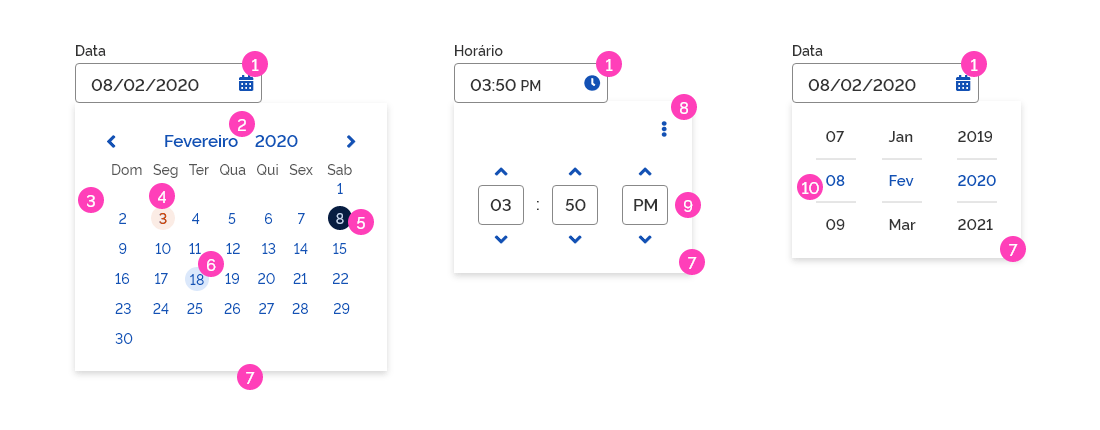 Data
08/02/2020
1
2
Fevereiro 2020
Dom Seg Ter Qua Qui Sex Sab
1
3
4
2 3 4 5 6 7 8
5
9 10 11 12 13 14 15
6
16 17 18 19 20 21 22
23 24 25 26 27 28 29
30
7
Horário
03:50 PM
1
8
03 : 50 PM
9
7
Data
08/02/2020
1
07 Jan 2019
10
08 Fev 2020
09 Mar 2021
7